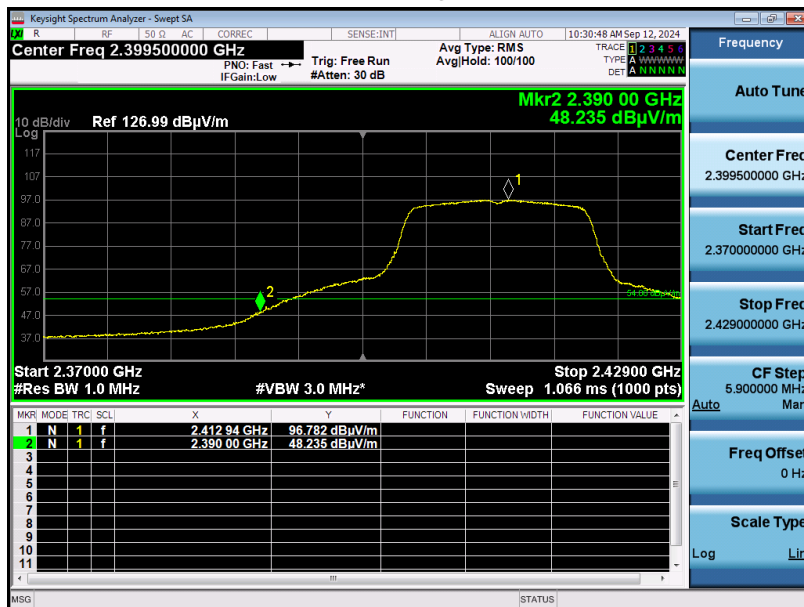 Keysight Spectrum Analyzer - Swept SA
LXI R RF 50 Ω AC CORREC SENSE:INT ALIGN AUTO 10:30:48 AM Sep 12, 2024
Center Freq 2.399500000 GHz
PNO: Fast
IFGain:Low
Trig: Free Run
#Atten: 30 dB
Avg Type: RMS
Avg|Hold: 100/100
TRACE 1 2 3 4 5 6
TYPE A WWWWW
DET A N N N N N
Mkr2 2.390 00 GHz
48.235 dBµV/m
10 dB/div Ref 126.99 dBµV/m
Log
117
107
97.0
87.0
77.0
67.0
57.0
47.0
37.0
1
2
54.00 dBµV/m
Start 2.37000 GHz Stop 2.42900 GHz
#Res BW 1.0 MHz #VBW 3.0 MHz* Sweep 1.066 ms (1000 pts)
MKR MODE TRC SCL X Y FUNCTION FUNCTION WIDTH FUNCTION VALUE
1 N 1 f 2.412 94 GHz 96.782 dBµV/m
2 N 1 f 2.390 00 GHz 48.235 dBµV/m
3
4
5
6
7
8
9
10
11
MSG STATUS
Frequency
Auto Tune
Center Freq
2.399500000 GHz
Start Freq
2.370000000 GHz
Stop Freq
2.429000000 GHz
CF Step
5.900000 MHz
Auto Man
Freq Offset
0 Hz
Scale Type
Log Lin